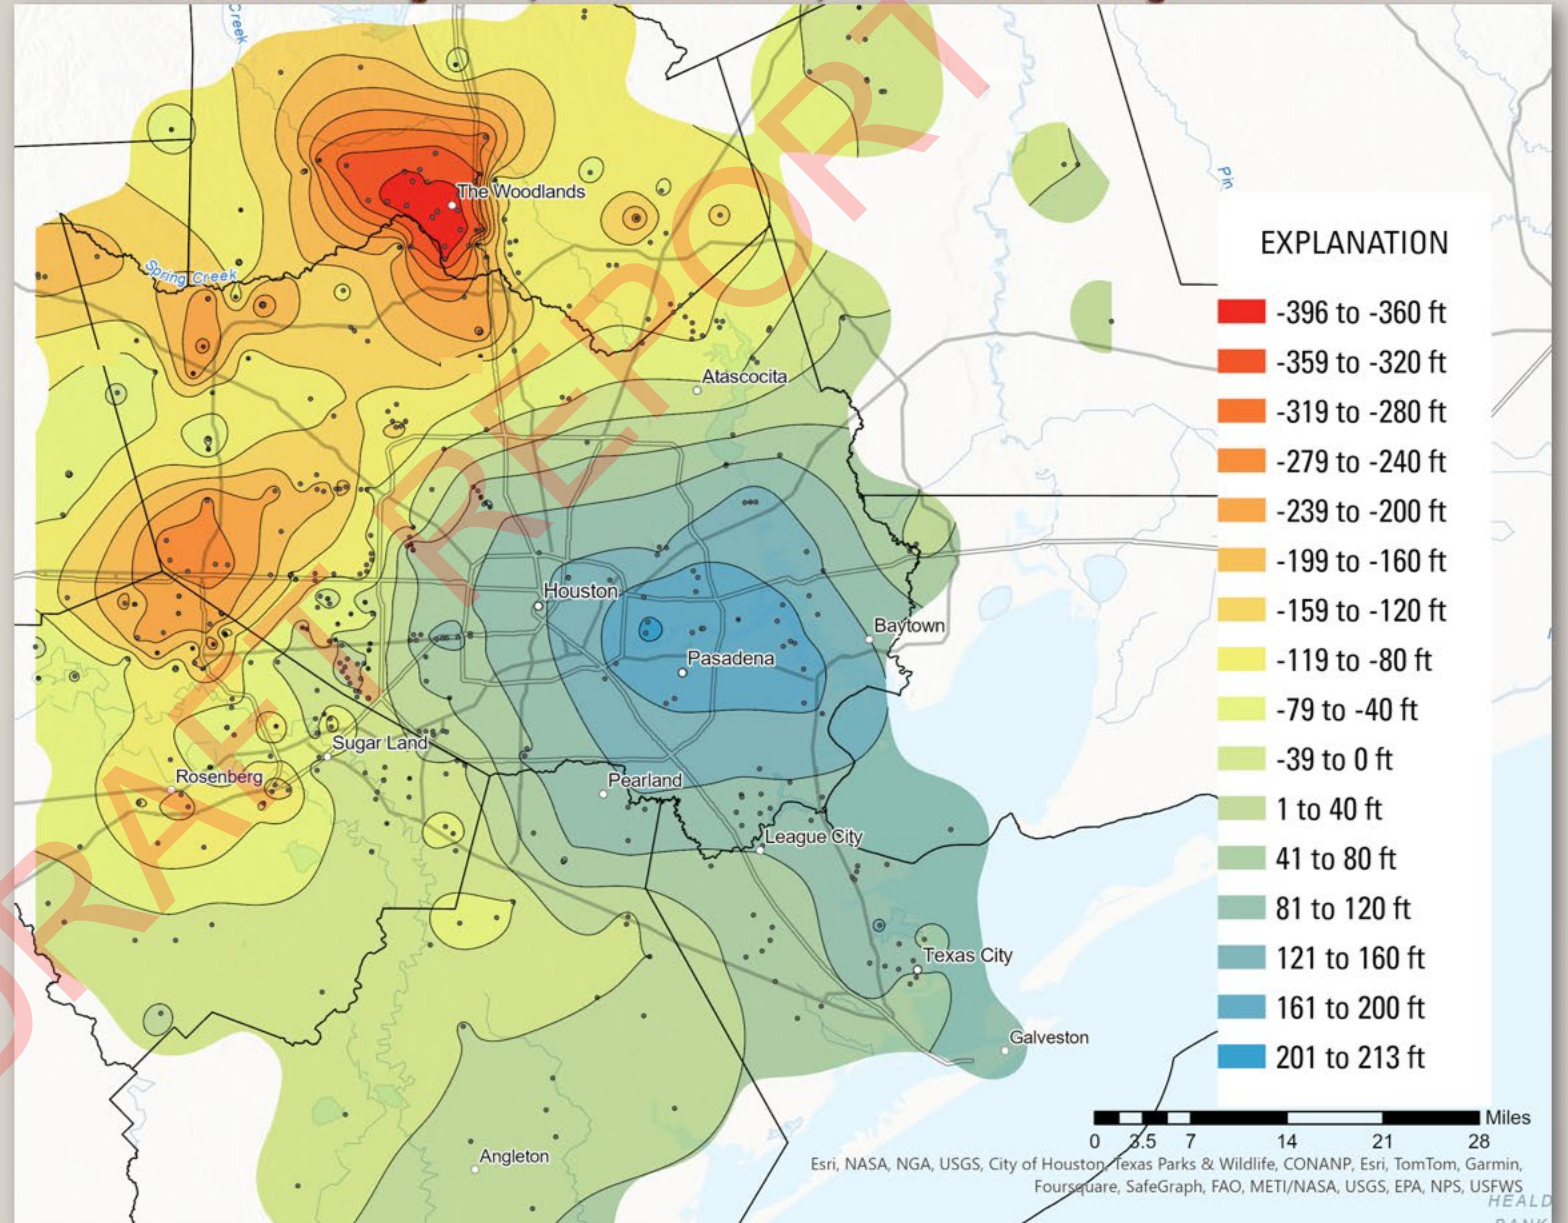 Creek
Pin
The Woodlands
EXPLANATION
Spring Creek
-396 to -360 ft
-359 to -320 ft
Atascocita
-319 to -280 ft
-279 to -240 ft
-239 to -200 ft
-199 to -160 ft
Houston
-159 to -120 ft
Baytown
Pasadena
-119 to -80 ft
-79 to -40 ft
Sugar Land
-39 to 0 ft
Rosenberg
Pearland
1 to 40 ft
League City
41 to 80 ft
81 to 120 ft
Texas City
121 to 160 ft
161 to 200 ft
Galveston
201 to 213 ft
Miles
0 3.5 7 14 21 28
Angleton
Esri, NASA, NGA, USGS, City of Houston, Texas Parks & Wildlife, CONANP, Esri, TomTom, Garmin,
Foursquare, SafeGraph, FAO, METI/NASA, USGS, EPA, NPS, USFWS
HEALD
BANK
DRAFT REPORT